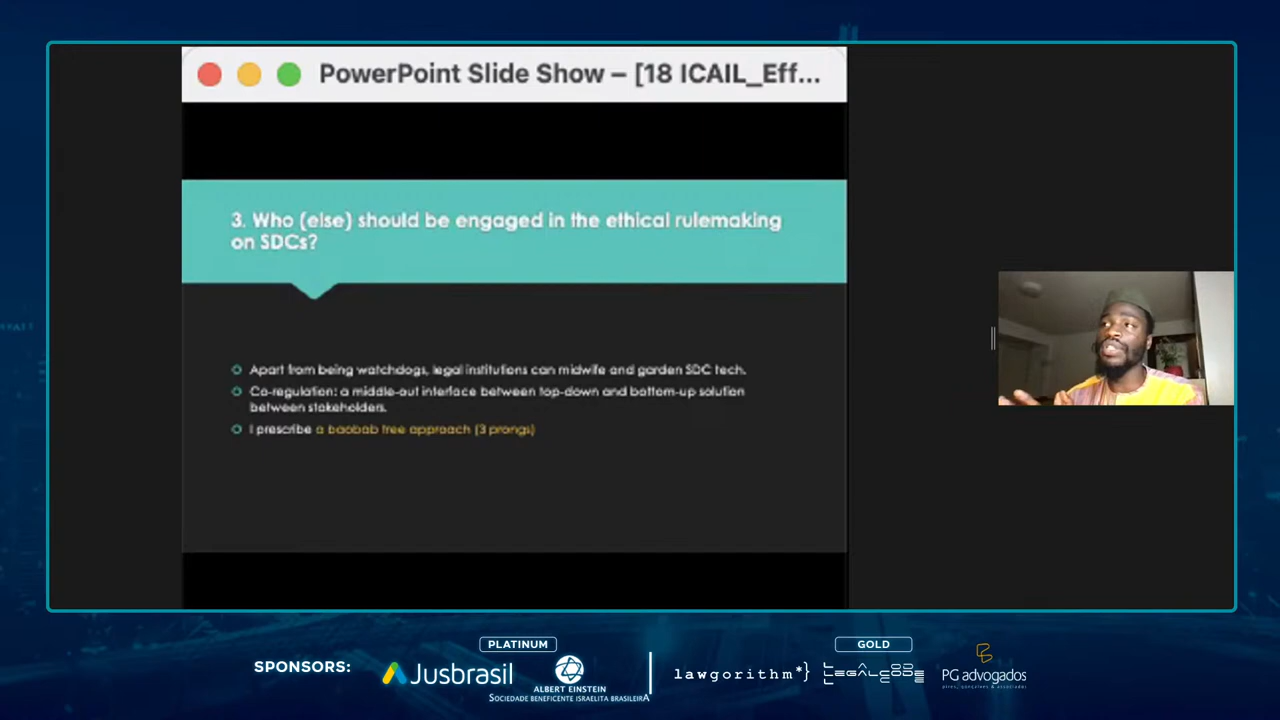 PowerPoint Slide Show – [18 ICAIL_Eff...
3. Who (else) should be engaged in the ethical rulemaking
on SDCs?
Apart from being watchdogs, legal institutions can midwife and garden SDC tech.
Co-regulation: a middle-out interface between top-down and bottom-up solution
between stakeholders.
I prescribe a baobab tree approach (3 prongs)
SPONSORS:
PLATINUM
Jusbrasil
ALBERT EINSTEIN
SOCIEDADE BENEFICENTE ISRAELITA BRASILEIRA
GOLD
lawgorithm*}
LEGALCODE
PG advogados